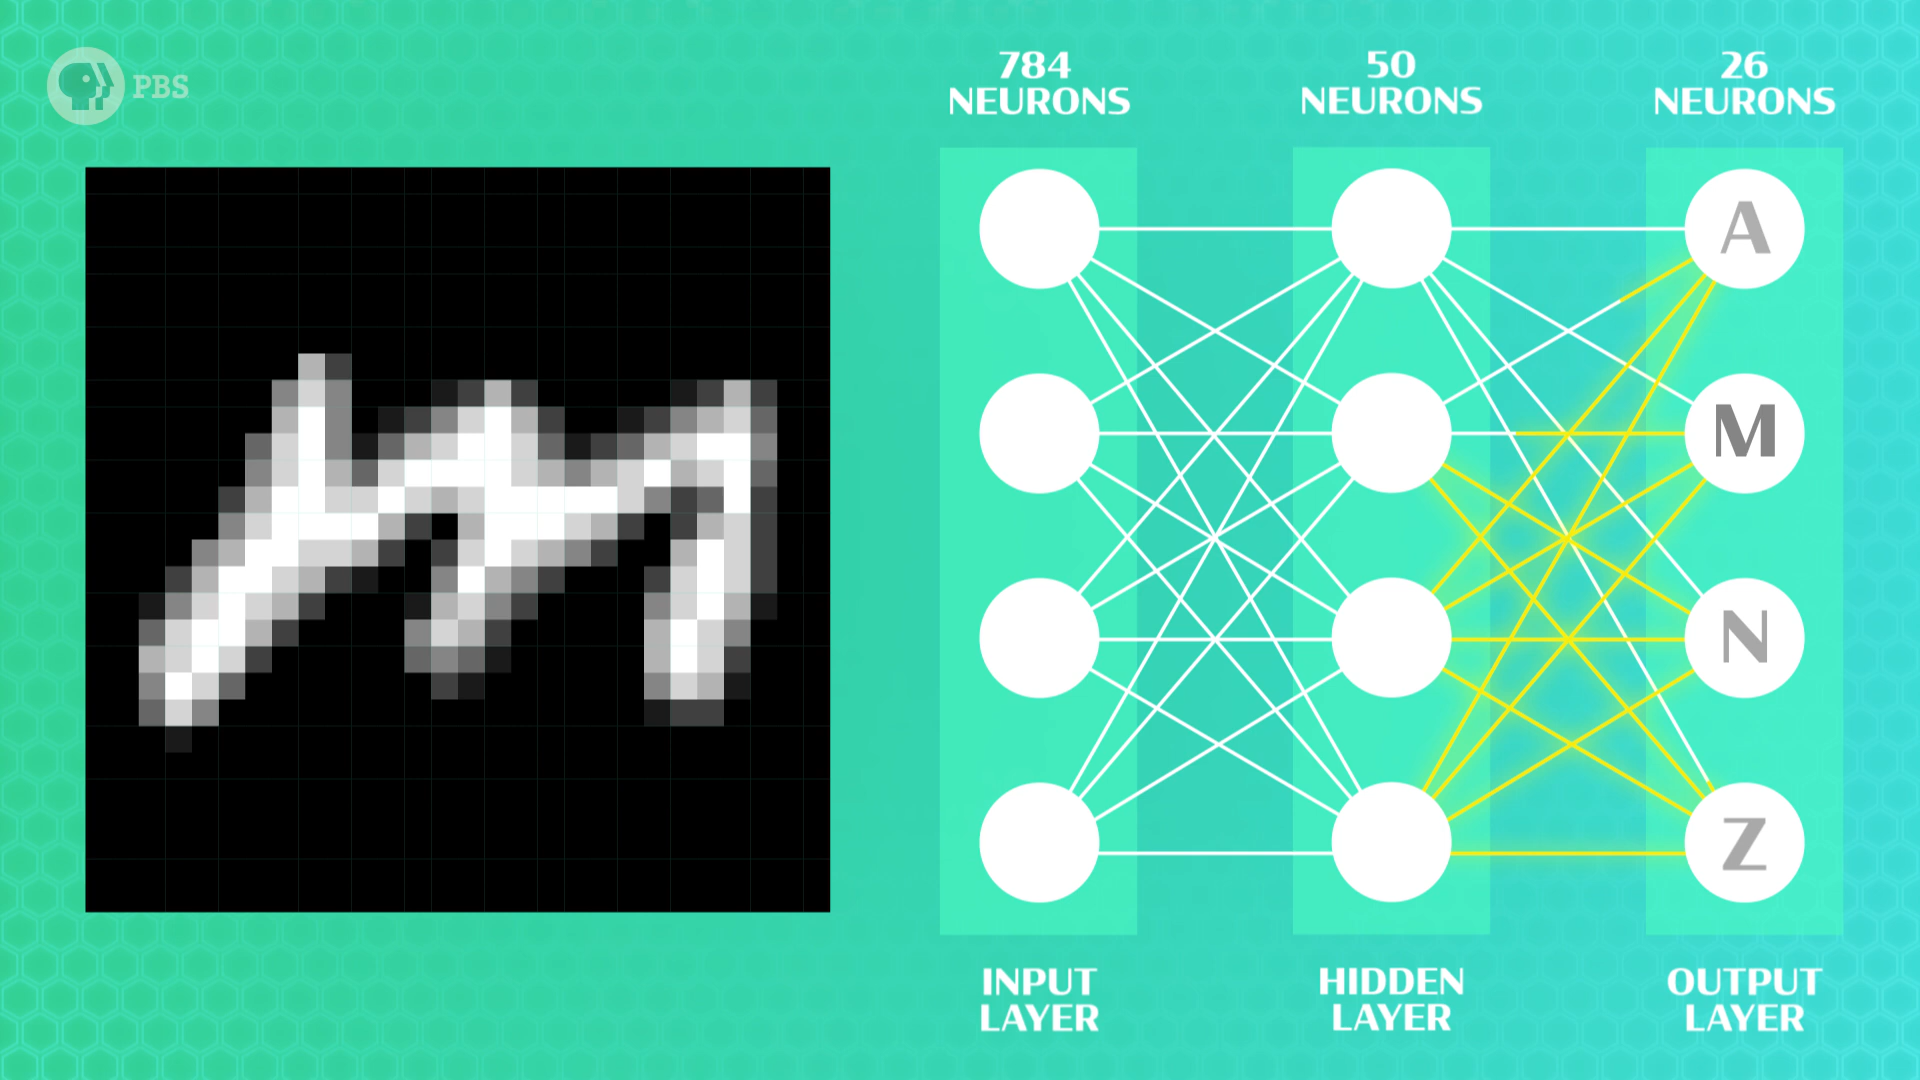 PBS
784
NEURONS
50
NEURONS
26
NEURONS
M
A
M
N
Z
INPUT
LAYER
HIDDEN
LAYER
OUTPUT
LAYER